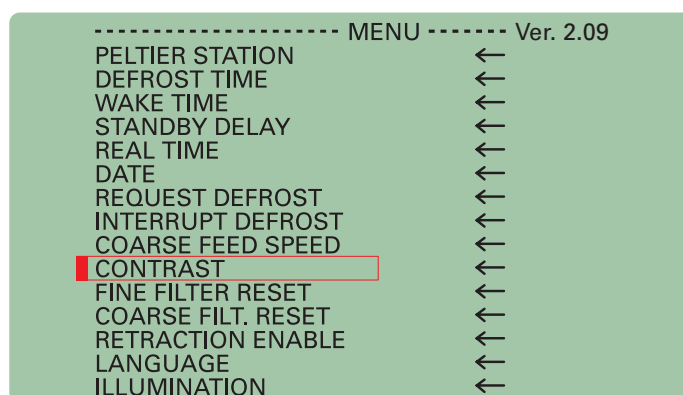 ------------------------ MENU ------- Ver. 2.09
PELTIER STATION ←
DEFROST TIME ←
WAKE TIME ←
STANDBY DELAY ←
REAL TIME ←
DATE ←
REQUEST DEFROST ←
INTERRUPT DEFROST ←
COARSE FEED SPEED ←
CONTRAST ←
FINE FILTER RESET ←
COARSE FILT. RESET ←
RETRACTION ENABLE ←
LANGUAGE ←
ILLUMINATION ←